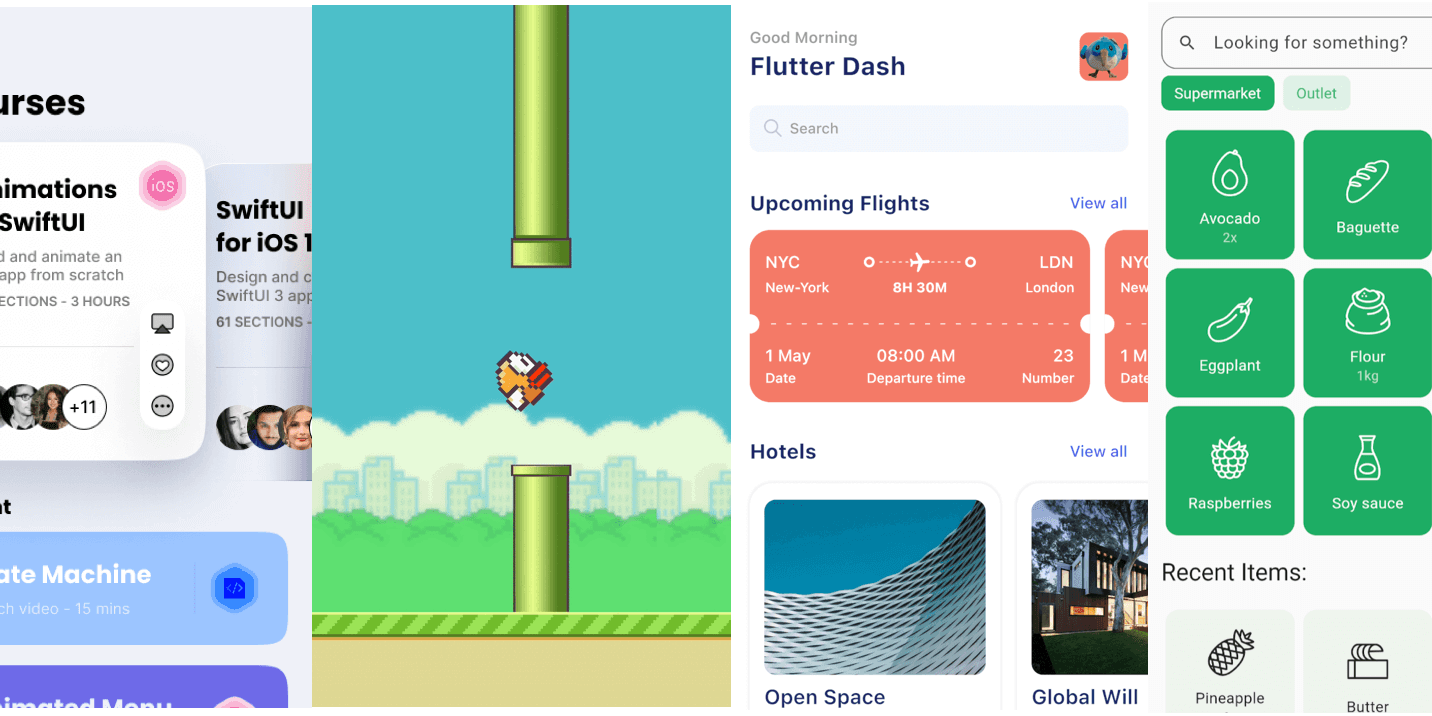 urses
nimations
SwiftUI
d and animate an
app from scratch
ECTIONS - 3 HOURS
iOS
+11
SwiftUI
for iOS 1
Design and c
SwiftUI 3 app
61 SECTIONS -
nt
ate Machine
ch video - 15 mins
</>
nimated Menu
Good Morning
Flutter Dash
Search
Upcoming Flights
View all
NYC
LDN
New-York
8H 30M
London
1 May
08:00 AM
23
Date
Departure time
Number
NYC
New
1 M
Date
Hotels
View all
Open Space
Global Will
Looking for something?
Supermarket
Outlet
Avocado
2x
Baguette
Eggplant
Flour
1kg
Raspberries
Soy sauce
Recent Items:
Pineapple
Butter